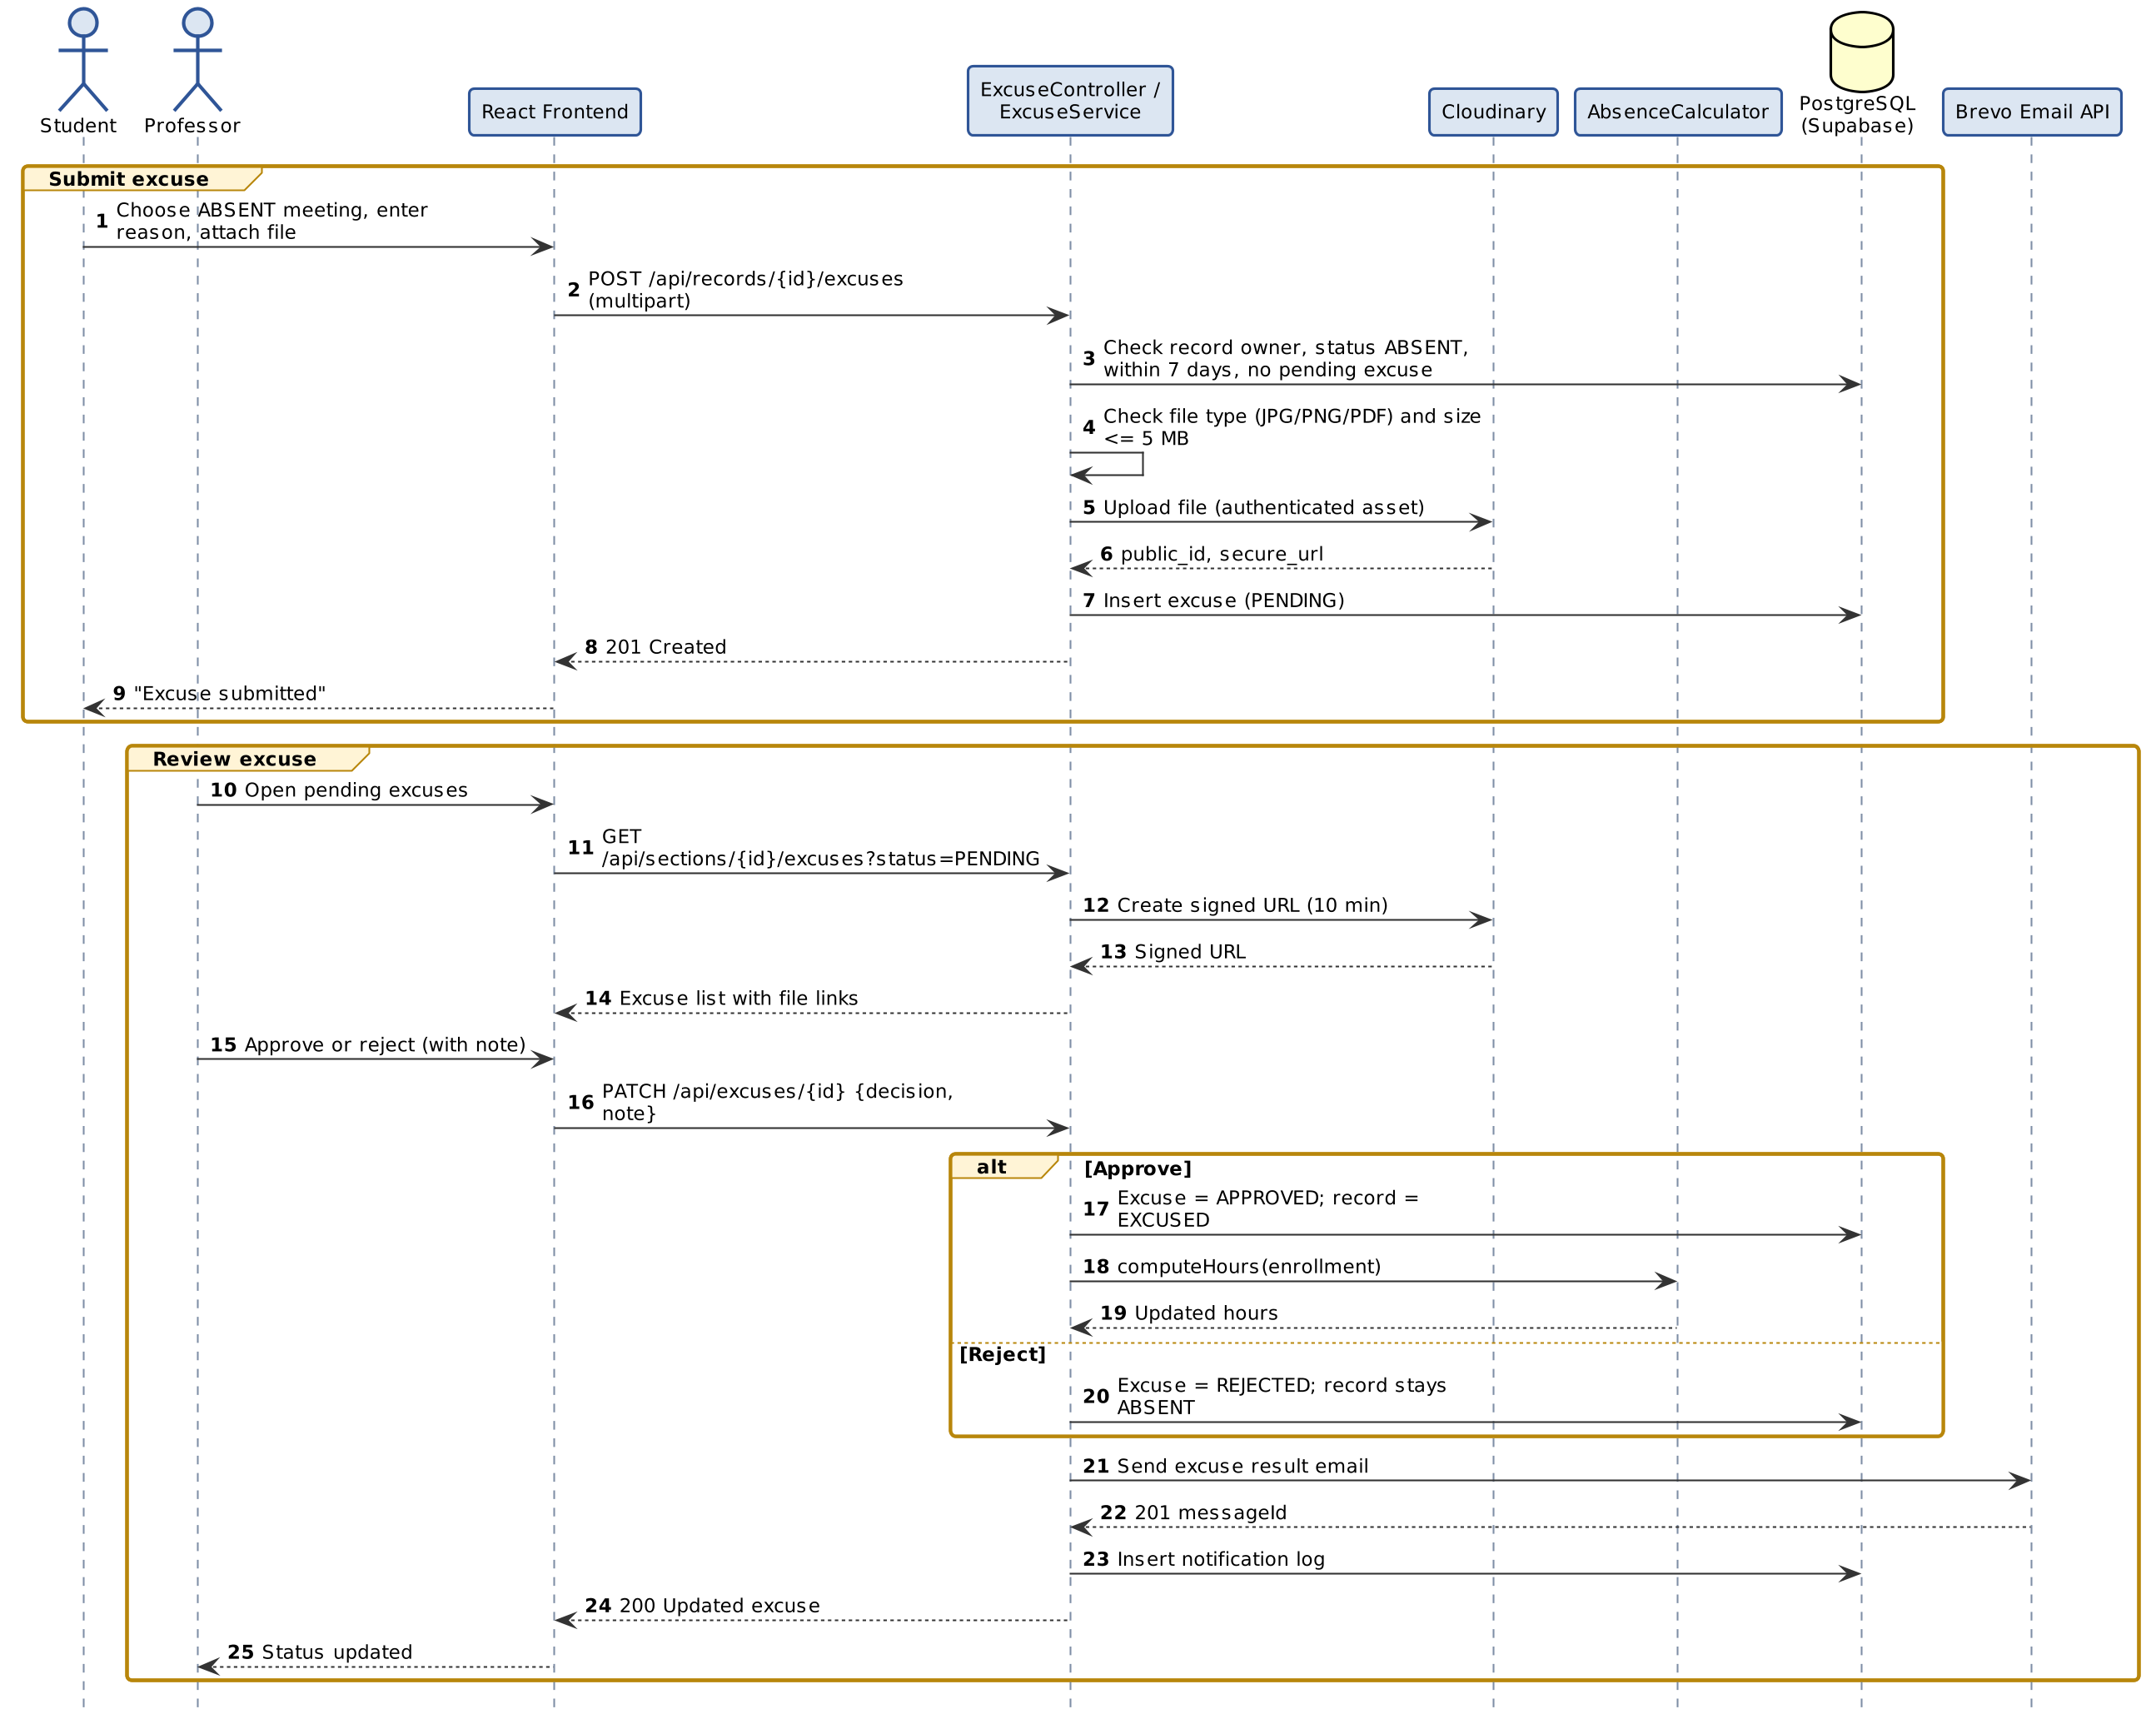 Student
Professor
React Frontend
ExcuseController /
ExcuseService
Cloudinary
AbsenceCalculator
PostgreSQL
(Supabase)
Brevo Email API
Submit excuse
1 Choose ABSENT meeting, enter
reason, attach file
2 POST /api/records/{id}/excuses
(multipart)
3 Check record owner, status ABSENT,
within 7 days, no pending excuse
4 Check file type (JPG/PNG/PDF) and size
<= 5 MB
5 Upload file (authenticated asset)
6 public_id, secure_url
7 Insert excuse (PENDING)
8 201 Created
9 "Excuse submitted"
Review excuse
10 Open pending excuses
11 GET
/api/sections/{id}/excuses?status=PENDING
12 Create signed URL (10 min)
13 Signed URL
14 Excuse list with file links
15 Approve or reject (with note)
16 PATCH /api/excuses/{id} {decision,
note}
alt [Approve]
17 Excuse = APPROVED; record =
EXCUSED
18 computeHours(enrollment)
19 Updated hours
[Reject]
20 Excuse = REJECTED; record stays
ABSENT
21 Send excuse result email
22 201 messageId
23 Insert notification log
24 200 Updated excuse
25 Status updated